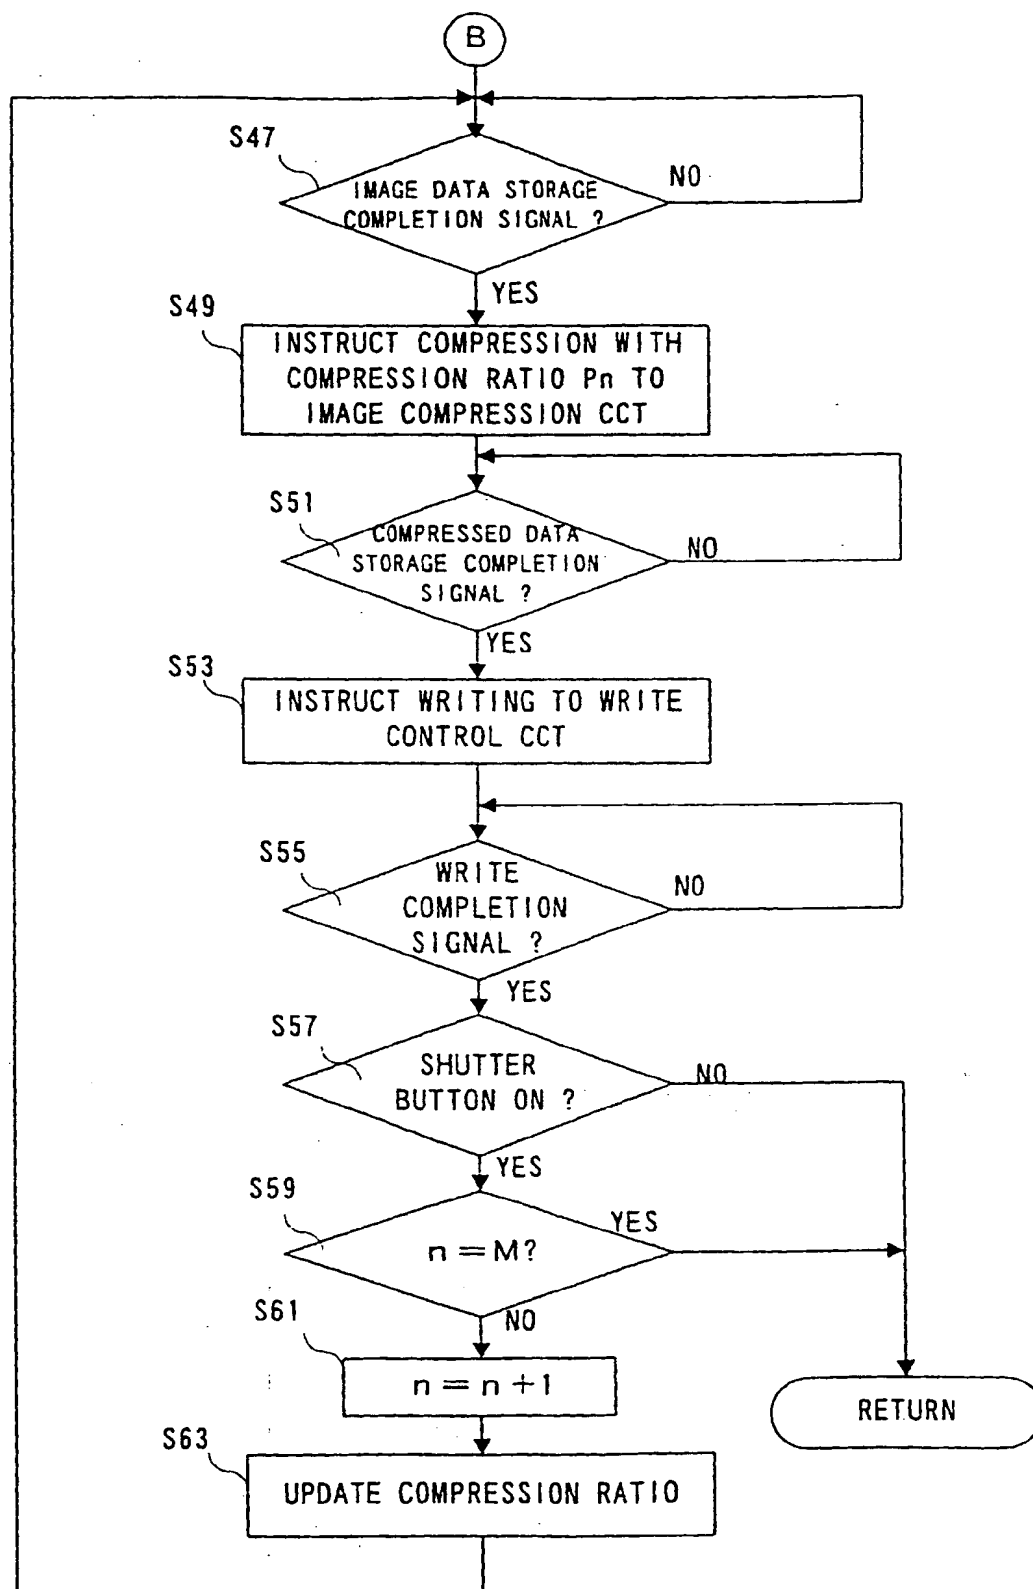 B
S47
IMAGE DATA STORAGE
COMPLETION SIGNAL ?
NO
YES
S49
INSTRUCT COMPRESSION WITH
COMPRESSION RATIO Pn TO
IMAGE COMPRESSION CCT
S51
COMPRESSED DATA
STORAGE COMPLETION
SIGNAL ?
NO
YES
S53
INSTRUCT WRITING TO WRITE
CONTROL CCT
S55
WRITE
COMPLETION
SIGNAL ?
NO
YES
S57
SHUTTER
BUTTON ON ?
NO
YES
S59
n = M?
YES
NO
S61
n = n + 1
RETURN
S63
UPDATE COMPRESSION RATIO